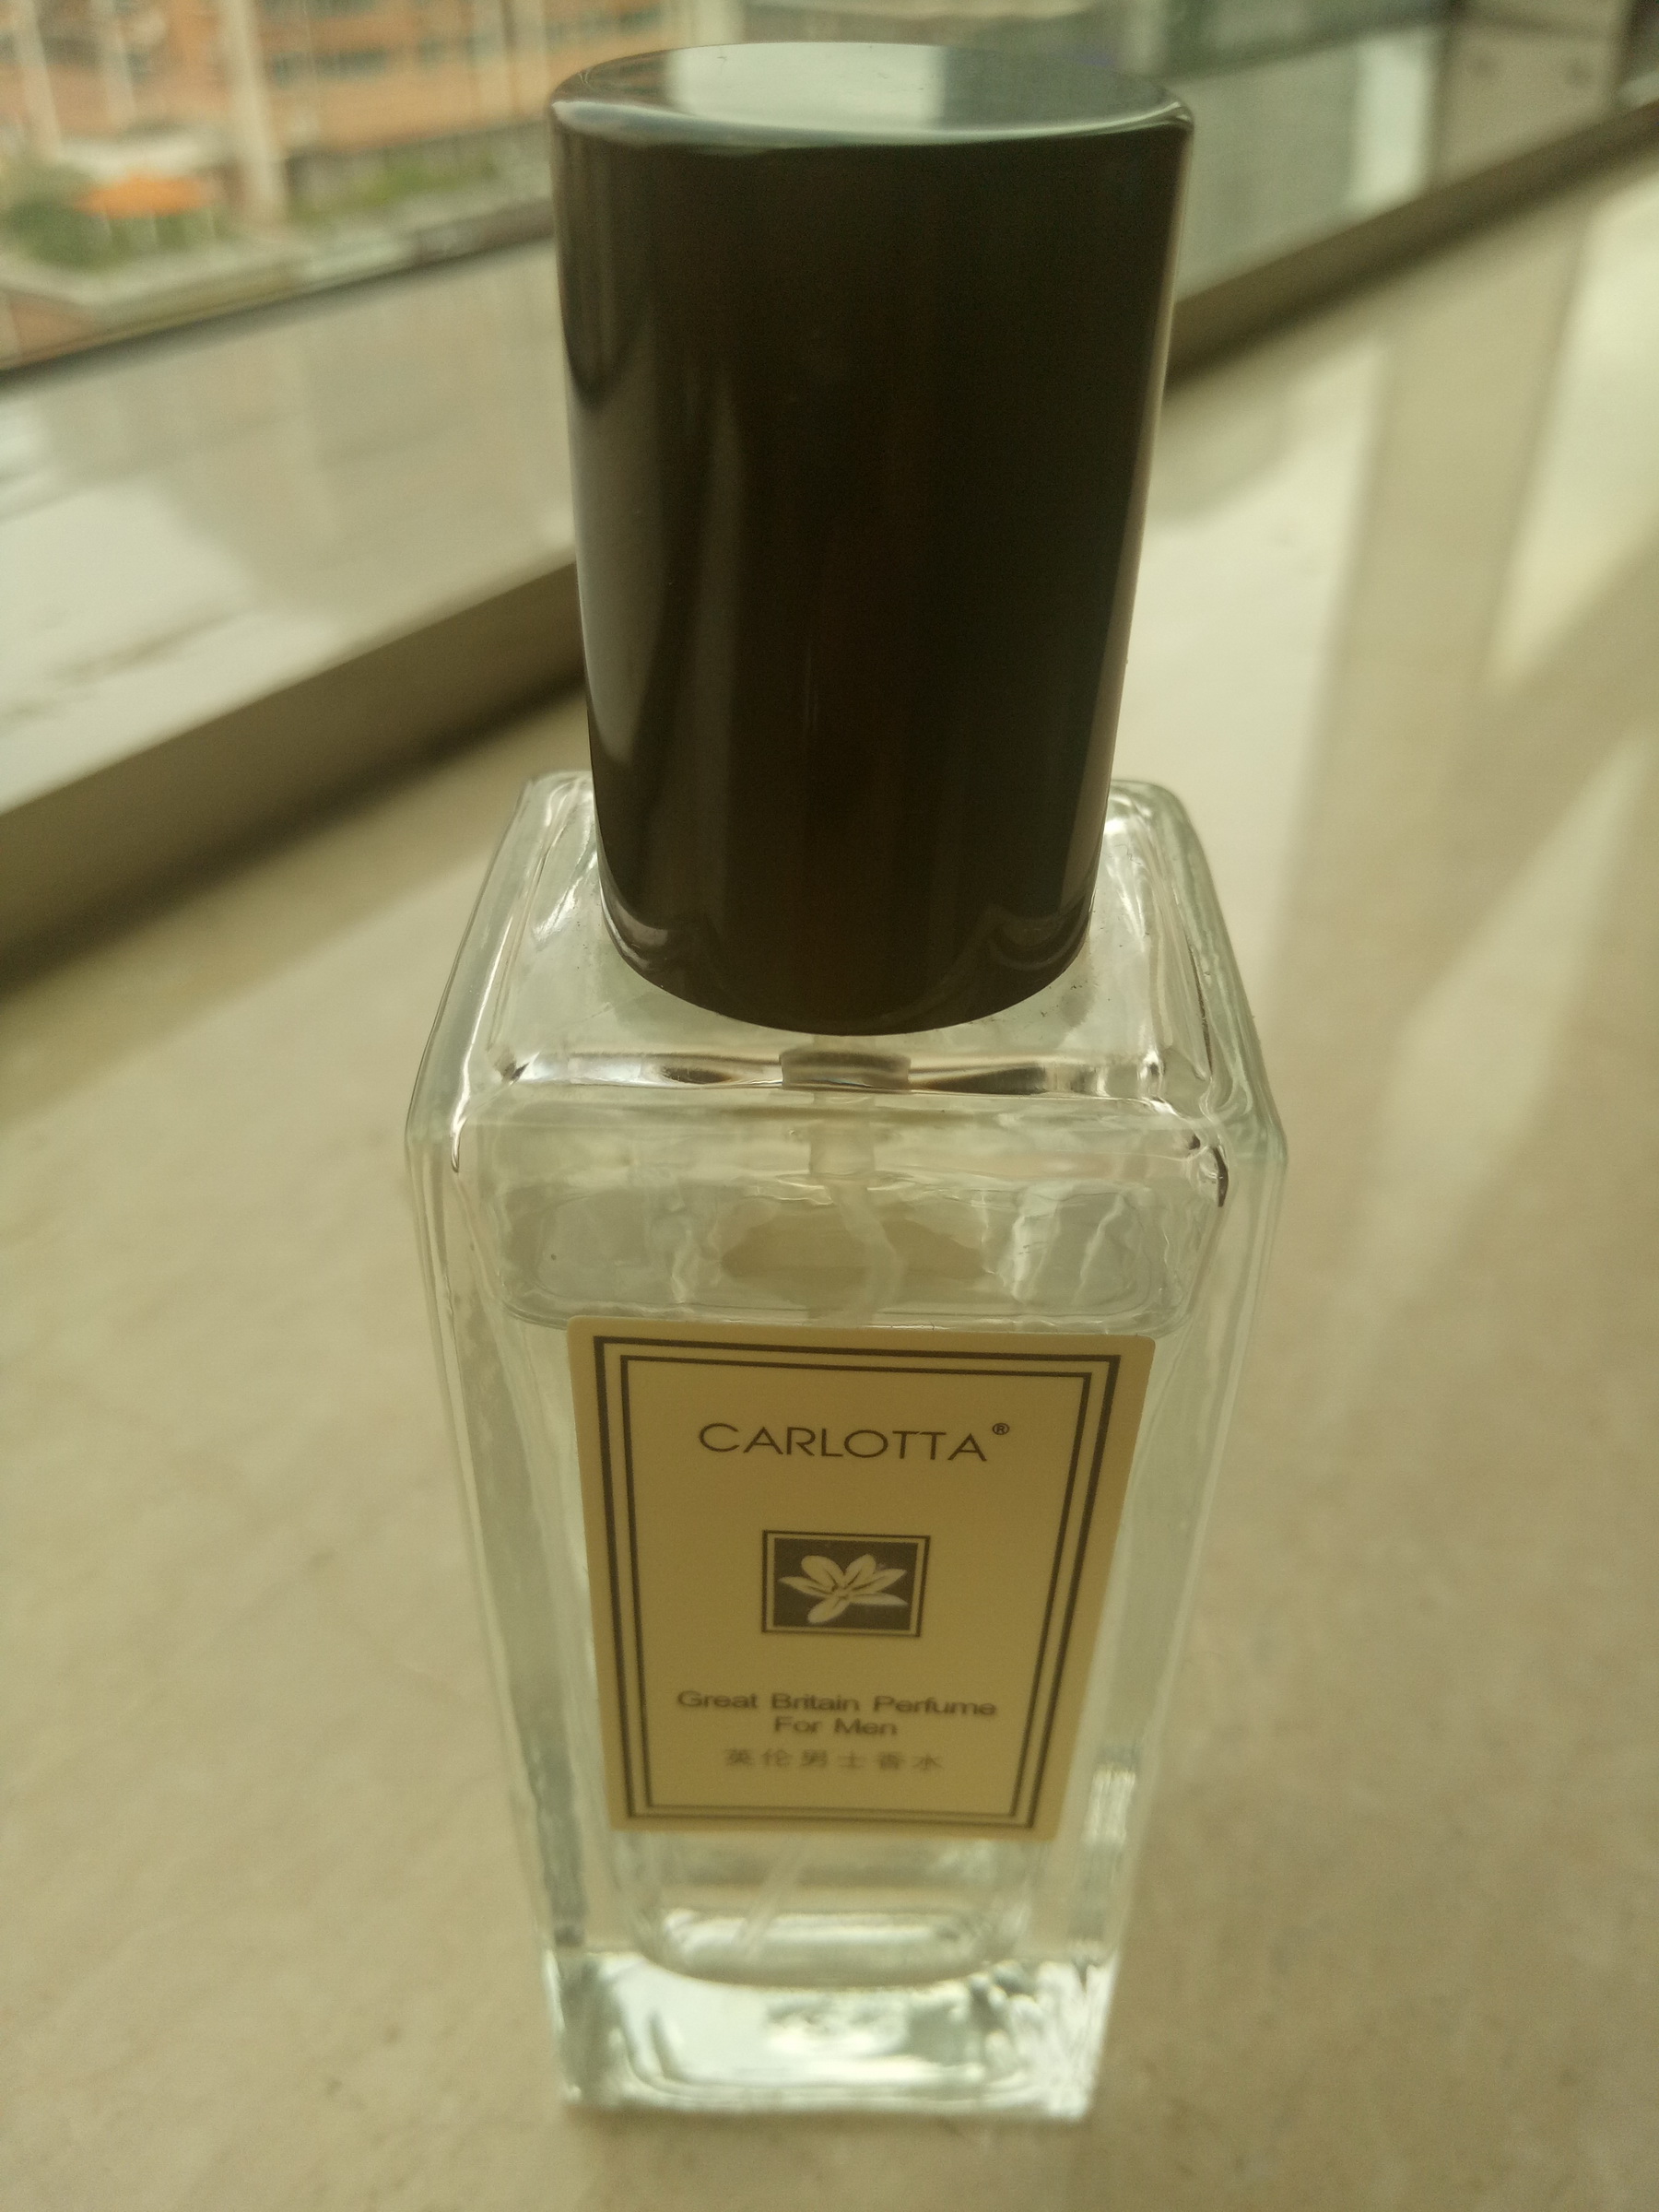 CARLOTTA®
Great Britain Perfume
For Men
英伦男士香水